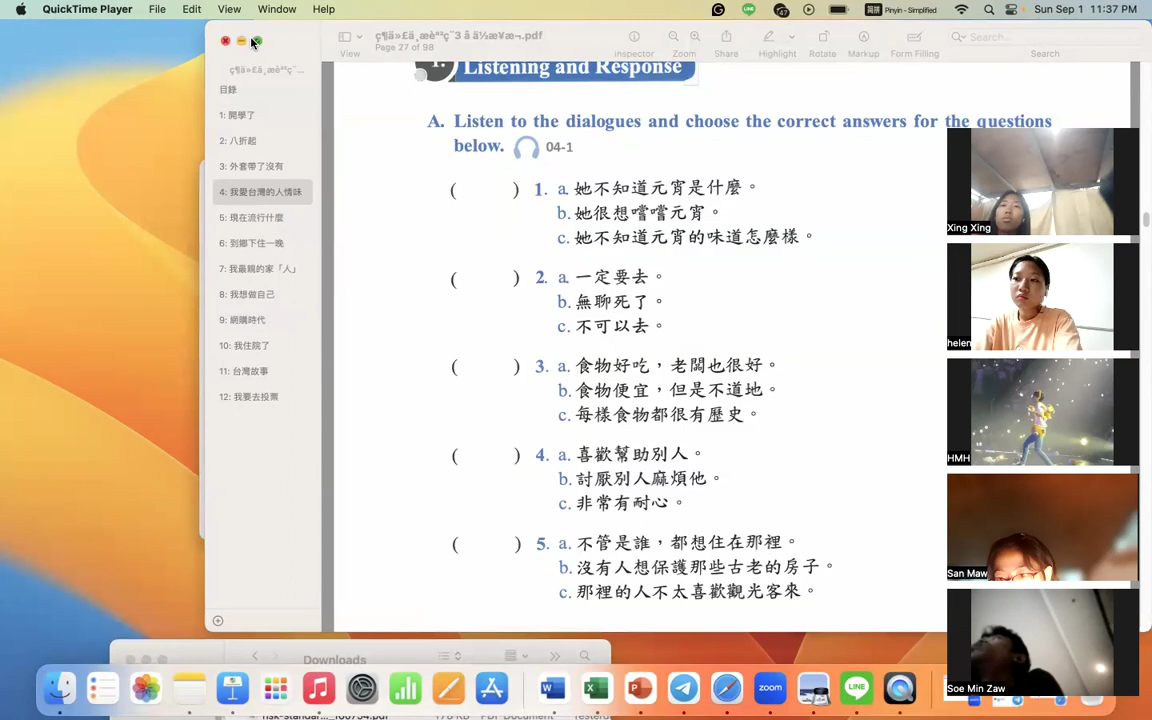 QuickTime Player File Edit View Window Help
Pinyin - Simplified
Sun Sep 1 11:37 PM
View
Page 27 of 98
Inspector Zoom Share Highlight Rotate Markup Form Filling Search
Search...
目錄
1: 開學了
2: 八折起
3: 外套帶了沒有
4: 我愛台灣的人情味
5: 現在流行什麼
6: 到鄉下住一晚
7: 我最親的家「人」
8: 我想做自己
9: 網購時代
10: 我住院了
11: 台灣故事
12: 我要去投票
Listening and Response
A. Listen to the dialogues and choose the correct answers for the questions
below. 04-1
( ) 1. a. 她不知道元宵是什麼。
b. 她很想嚐嚐元宵。
c. 她不知道元宵的味道怎麼樣。
( ) 2. a. 一定要去。
b. 無聊死了。
c. 不可以去。
( ) 3. a. 食物好吃，老闆也很好。
b. 食物便宜，但是不道地。
c. 每樣食物都很有歷史。
( ) 4. a. 喜歡幫助別人。
b. 討厭別人麻煩他。
c. 非常有耐心。
( ) 5. a. 不管是誰，都想住在那裡。
b. 沒有人想保護那些古老的房子。
c. 那裡的人不太喜歡觀光客來。
Xing Xing
helen
HMH
San Maw
Soe Min Zaw
Downloads
zoom